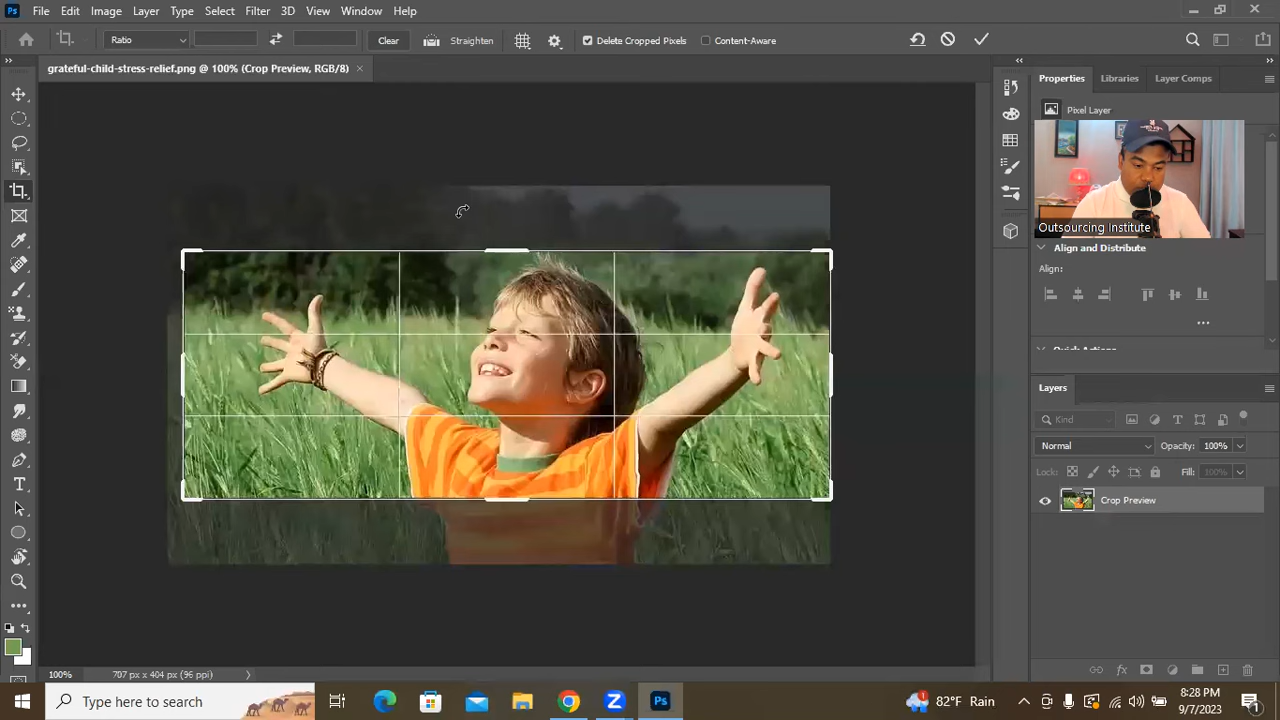 Ps File Edit Image Layer Type Select Filter 3D View Window Help
Ratio Clear Straighten Delete Cropped Pixels Content-Aware
grateful-child-stress-relief.png @ 100% (Crop Preview, RGB/8) ×
Properties Libraries Layer Comps
Pixel Layer
Outsourcing Institute
Align and Distribute
Align:
Layers
Kind
Normal Opacity: 100%
Lock: Fill: 100%
Crop Preview
100% 707 px x 404 px (96 ppi)
Type here to search
Ps
82°F Rain
8:28 PM
9/7/2023